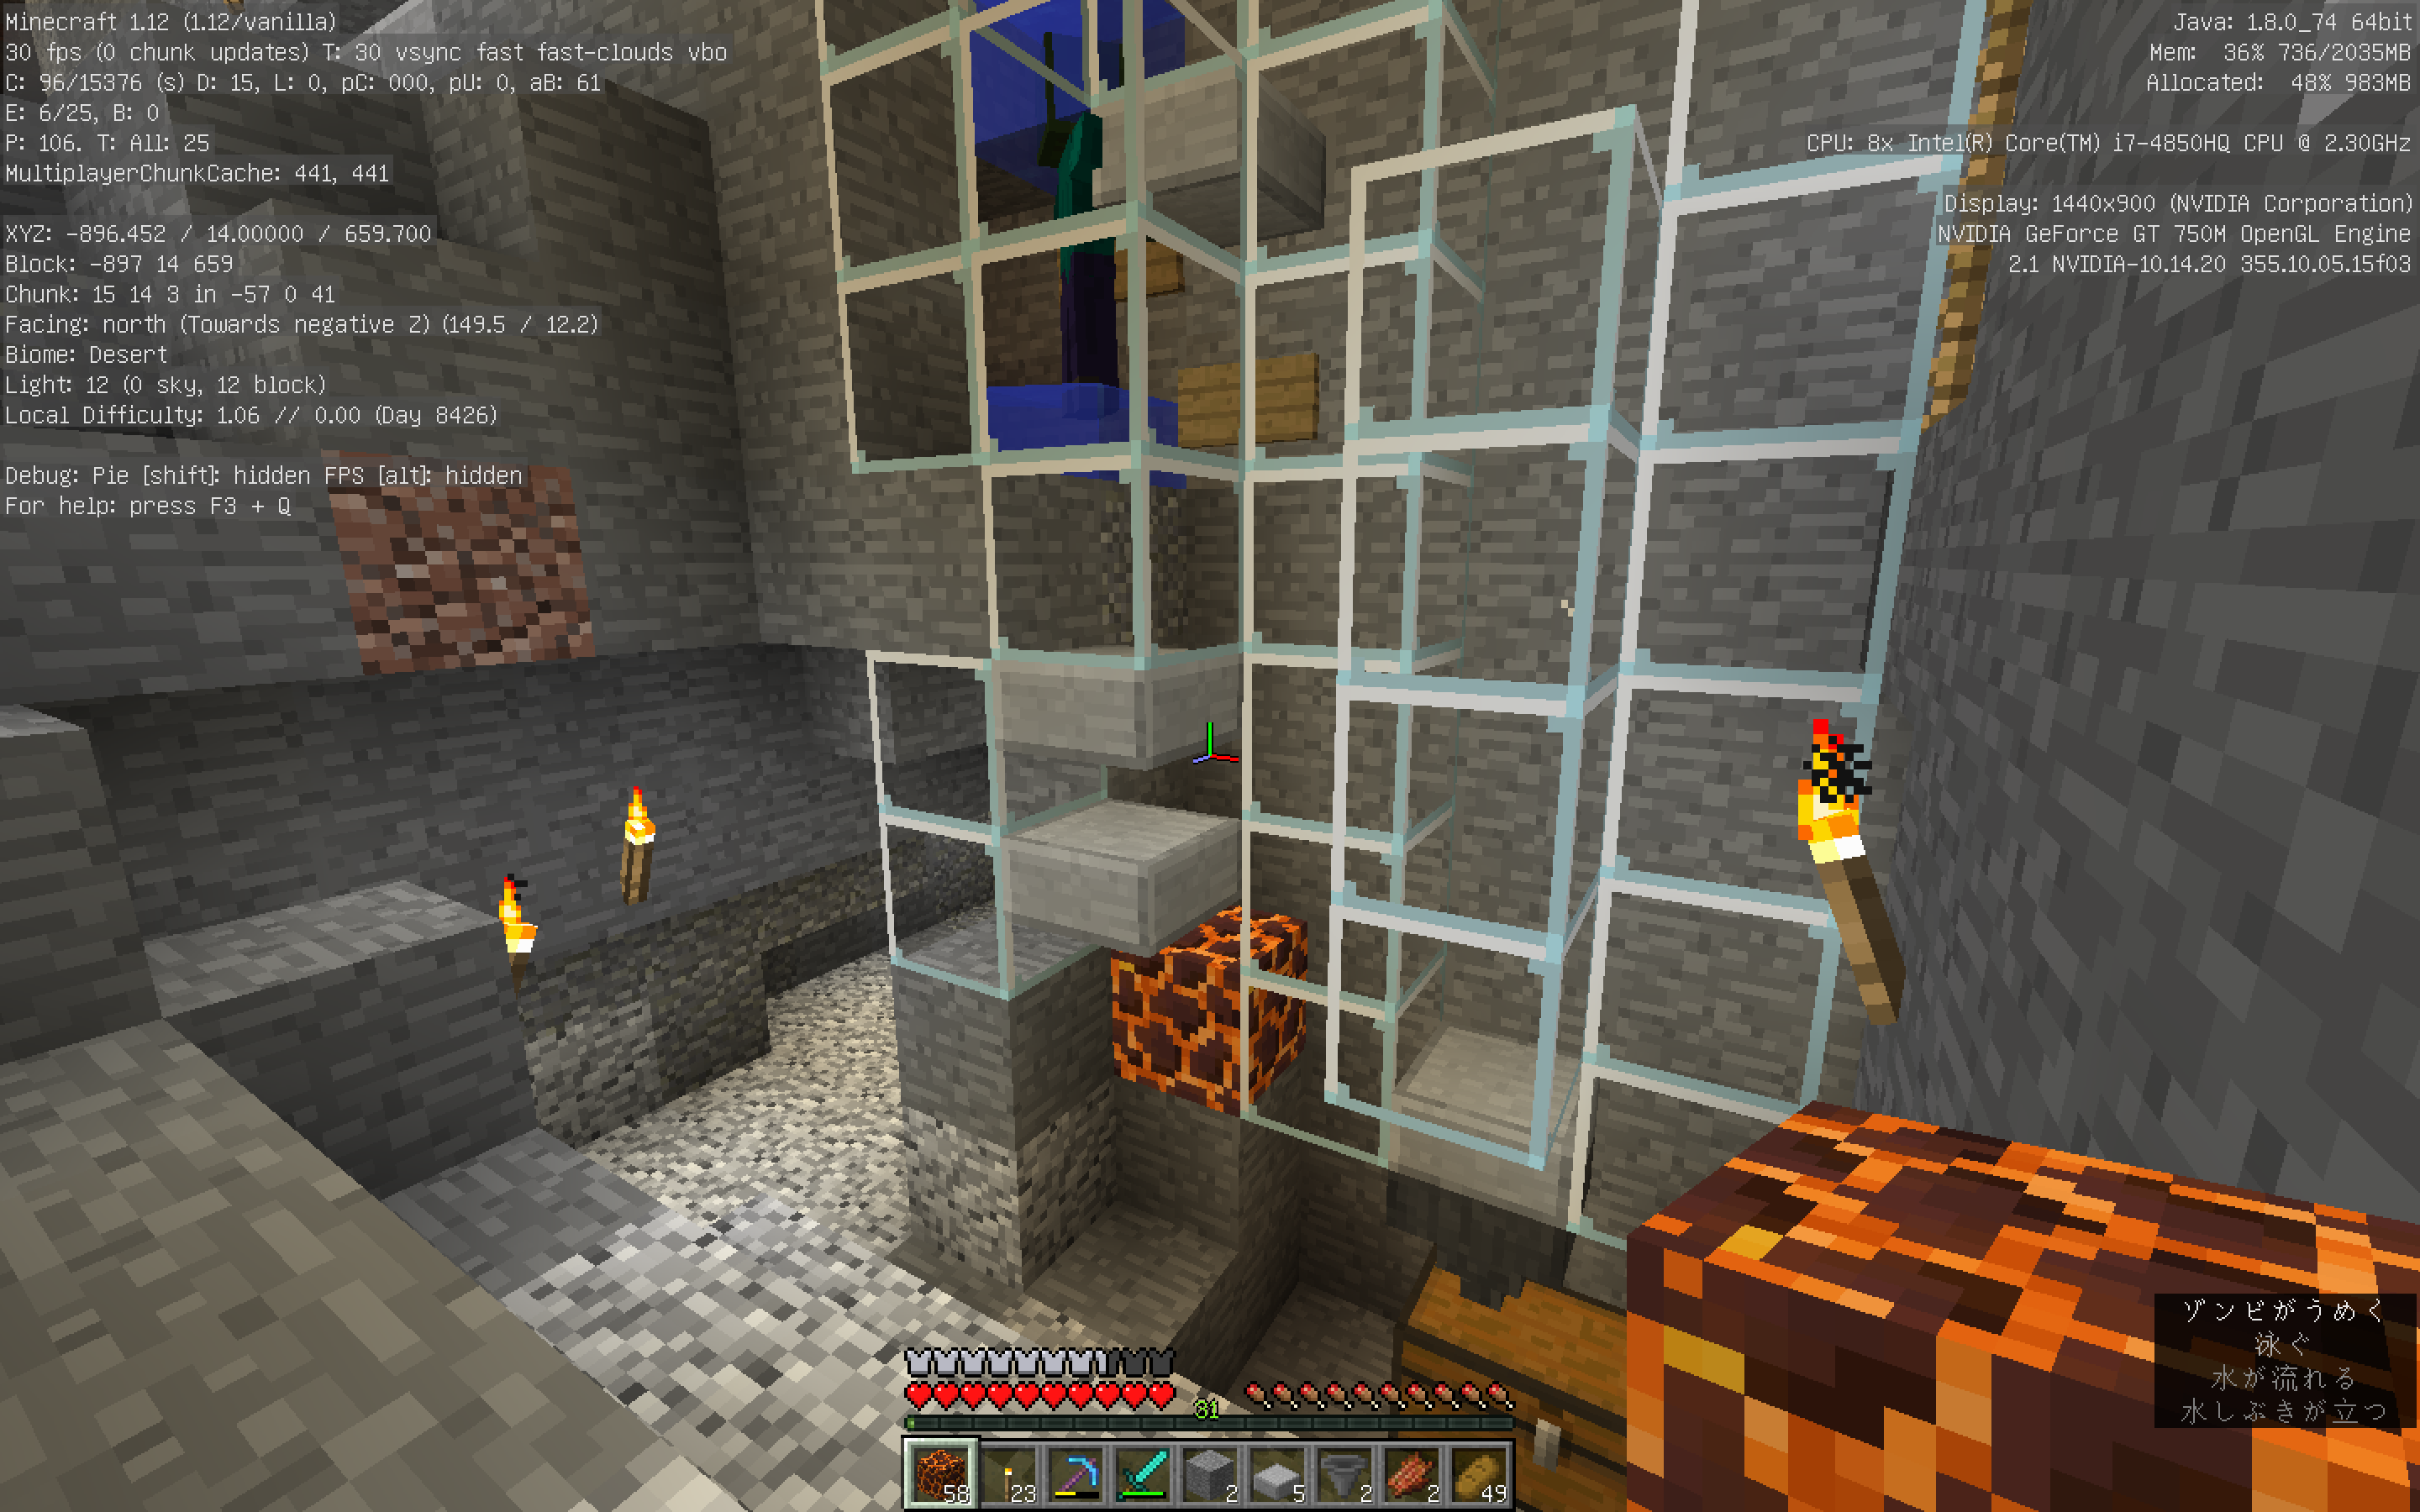 Minecraft 1.12 (1.12/vanilla)
30 fps (0 chunk updates) T: 30 vsync fast fast-clouds vbo
C: 96/15376 (s) D: 15, L: 0, pC: 000, pU: 0, aB: 61
E: 6/25, B: 0
P: 106. T: All: 25
MultiplayerChunkCache: 441, 441
XYZ: -896.452 / 14.00000 / 659.700
Block: -897 14 659
Chunk: 15 14 3 in -57 0 41
Facing: north (Towards negative Z) (149.5 / 12.2)
Biome: Desert
Light: 12 (0 sky, 12 block)
Local Difficulty: 1.06 // 0.00 (Day 8426)
Debug: Pie [shift]: hidden FPS [alt]: hidden
For help: press F3 + Q
Java: 1.8.0_74 64bit
Mem: 36% 736/2035MB
Allocated: 48% 983MB
CPU: 8x Intel(R) Core(TM) i7-4850HQ CPU @ 2.30GHz
Display: 1440x900 (NVIDIA Corporation)
NVIDIA GeForce GT 750M OpenGL Engine
2.1 NVIDIA-10.14.20 355.10.05.15f03
ゾンビがうめく
泳ぐ
水が流れる
水しぶきが立つ
81
58 23 2 5 2 2 49